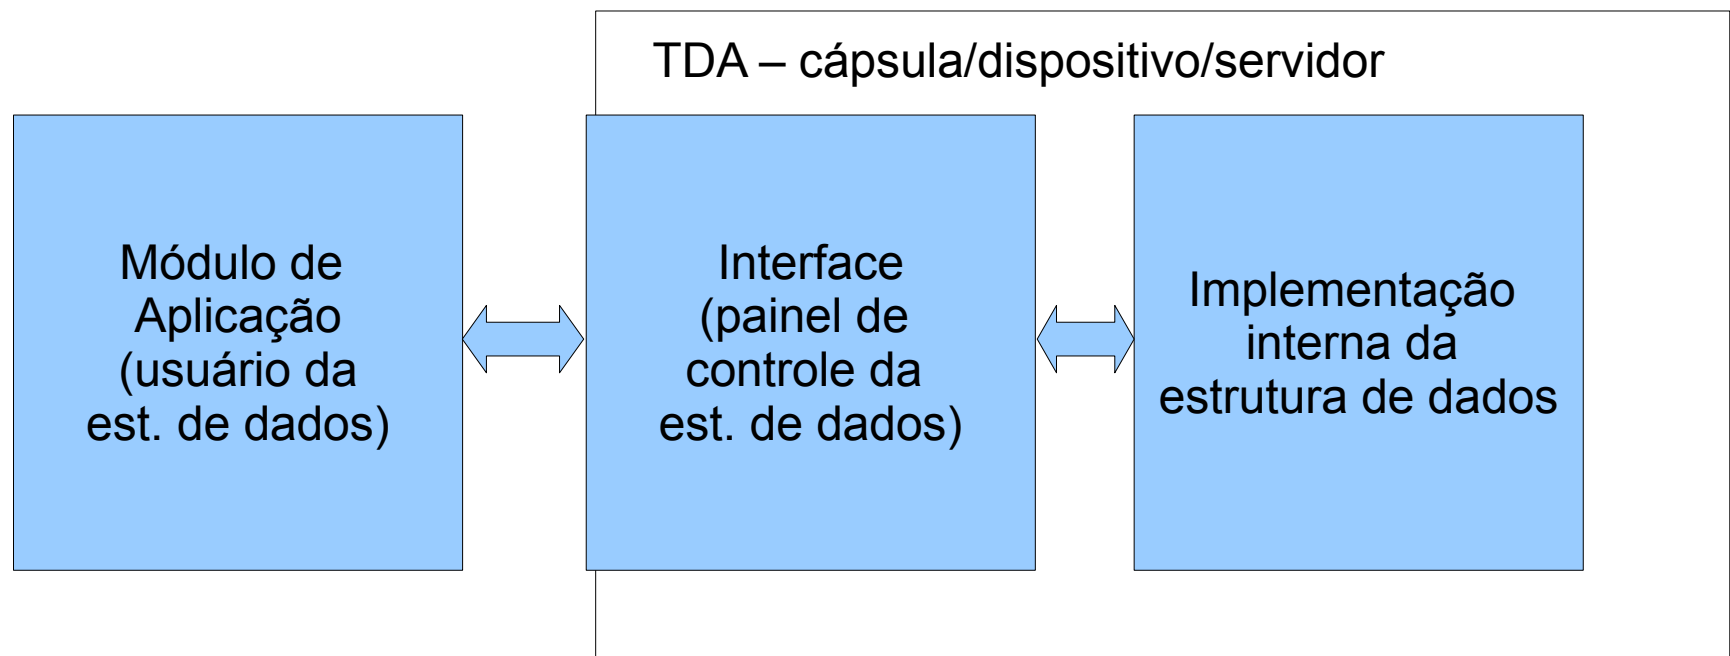 TDA – cápsula/dispositivo/servidor
Módulo de
Aplicação
(usuário da
est. de dados)
Interface
(painel de
controle da
est. de dados)
Implementação
interna da
estrutura de dados